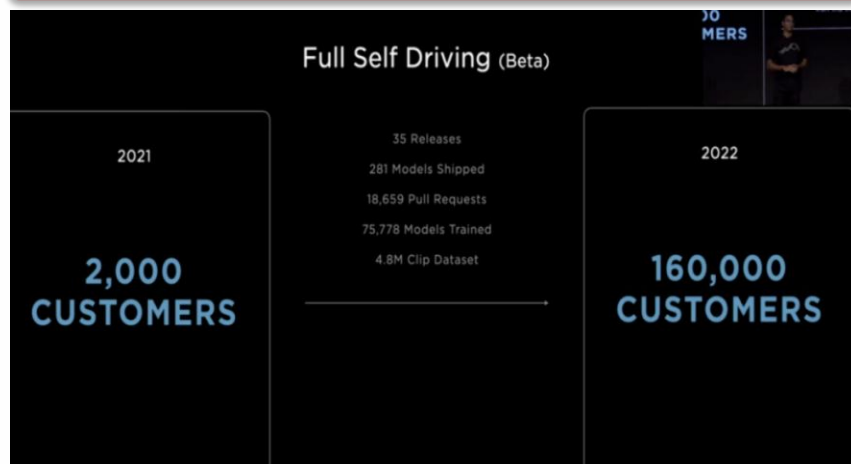 Full Self Driving (Beta)
MERS
2021
2,000
CUSTOMERS
35 Releases
281 Models Shipped
18,659 Pull Requests
75,778 Models Trained
4.8M Clip Dataset
2022
160,000
CUSTOMERS